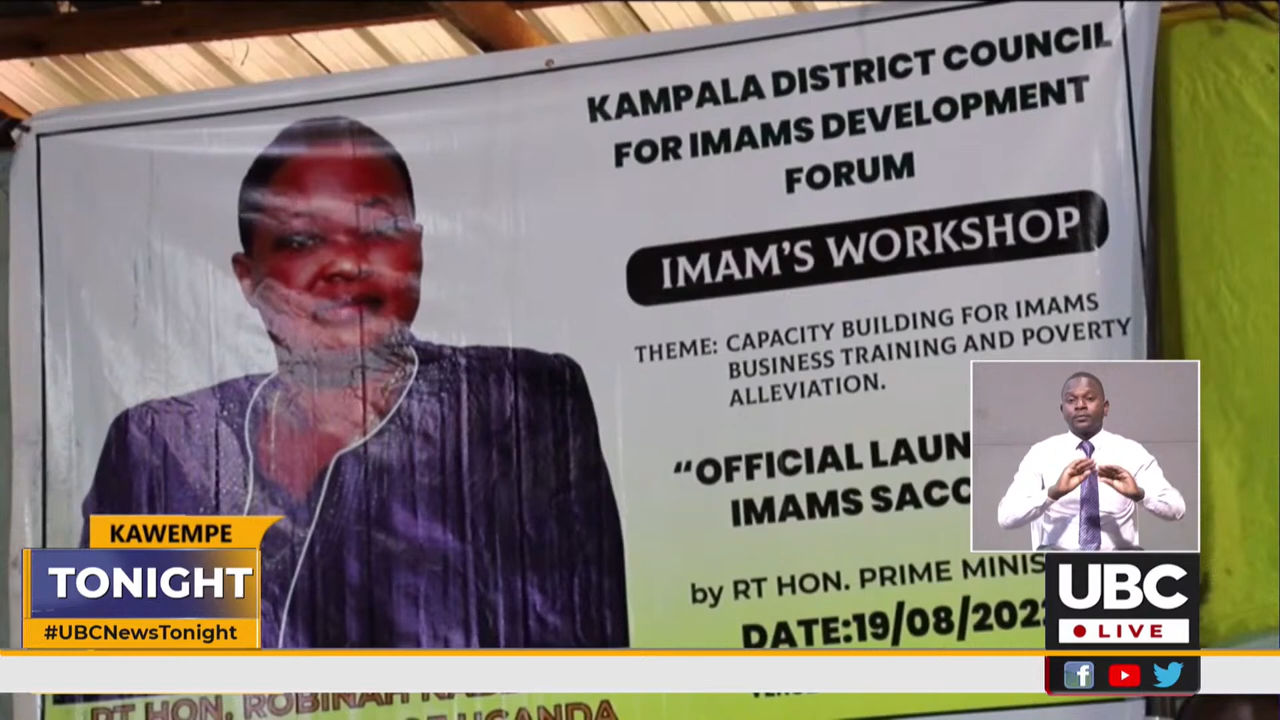 KAMPALA DISTRICT COUNCIL
FOR IMAMS DEVELOPMENT
FORUM
IMAM'S WORKSHOP
THEME: CAPACITY BUILDING FOR IMAMS
BUSINESS TRAINING AND POVERTY
ALLEVIATION.
"OFFICIAL LAUN
IMAMS SACC
by RT HON. PRIME MINIS
DATE:19/08/202
RT HON. ROBINAH
UGANDA
KAWEMPE
TONIGHT
#UBCNewsTonight
UBC
LIVE